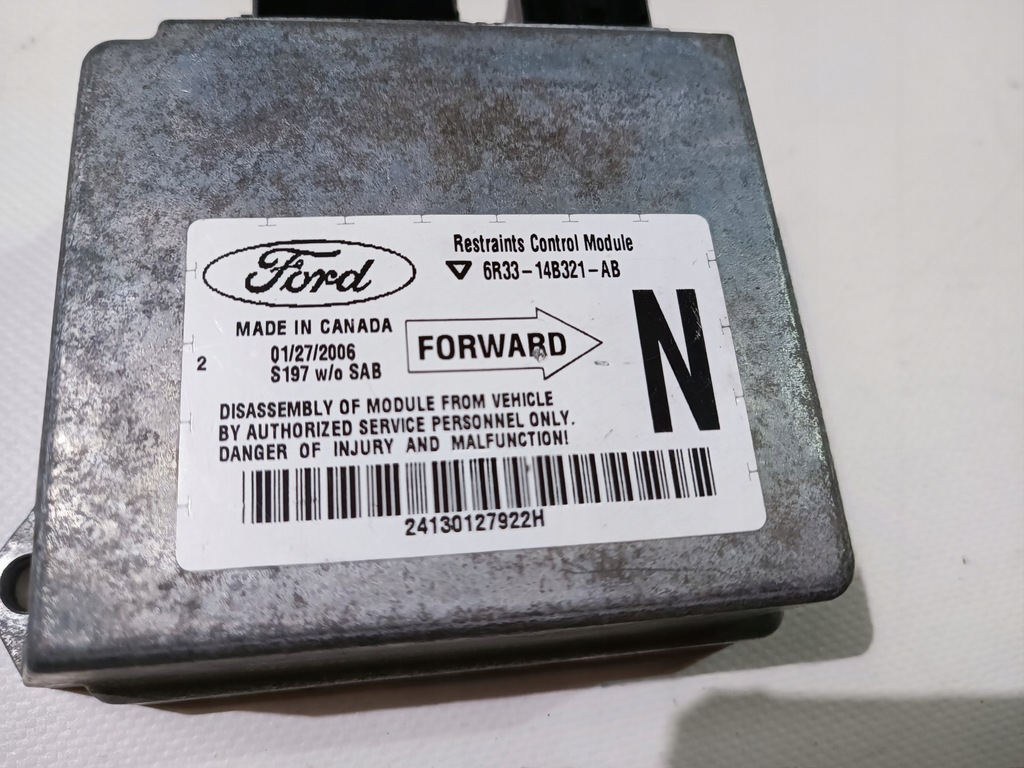 Ford
Restraints Control Module
6R33-14B321-AB
MADE IN CANADA
01/27/2006
2
S197 w/o SAB
FORWARD
N
DISASSEMBLY OF MODULE FROM VEHICLE
BY AUTHORIZED SERVICE PERSONNEL ONLY.
DANGER OF INJURY AND MALFUNCTION!
24130127922H